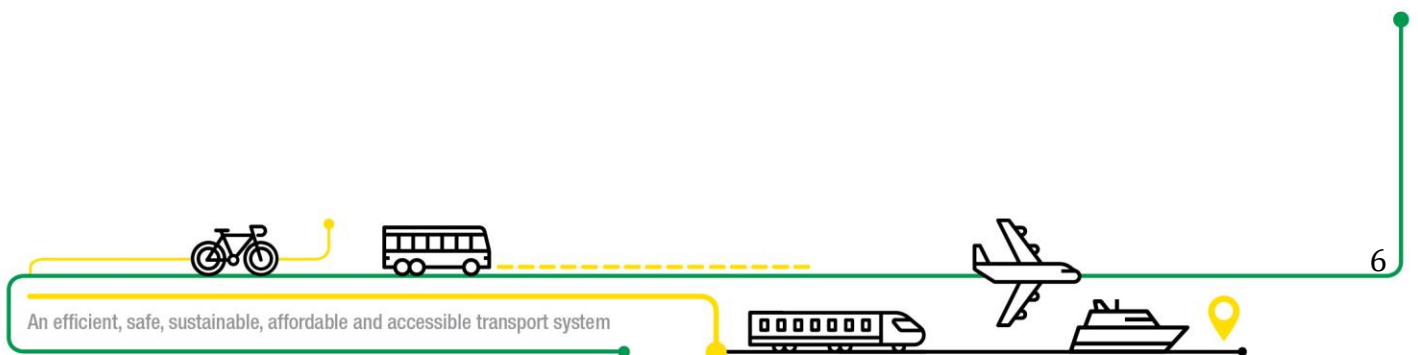 6
An efficient, safe, sustainable, affordable and accessible transport system